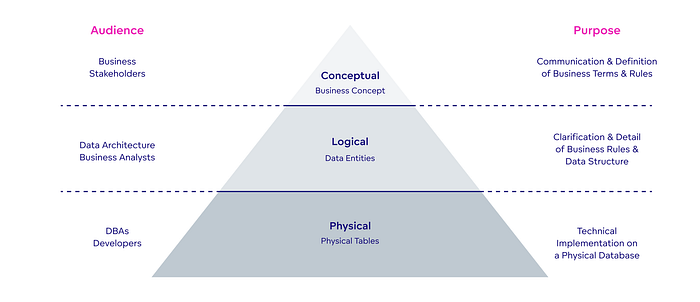 Audience
Purpose
Business
Stakeholders
Conceptual
Business Concept
Communication & Definition
of Business Terms & Rules
Data Architecture
Business Analysts
Logical
Data Entities
Clarification & Detail
of Business Rules &
Data Structure
DBAs
Developers
Physical
Physical Tables
Technical
Implementation on
a Physical Database